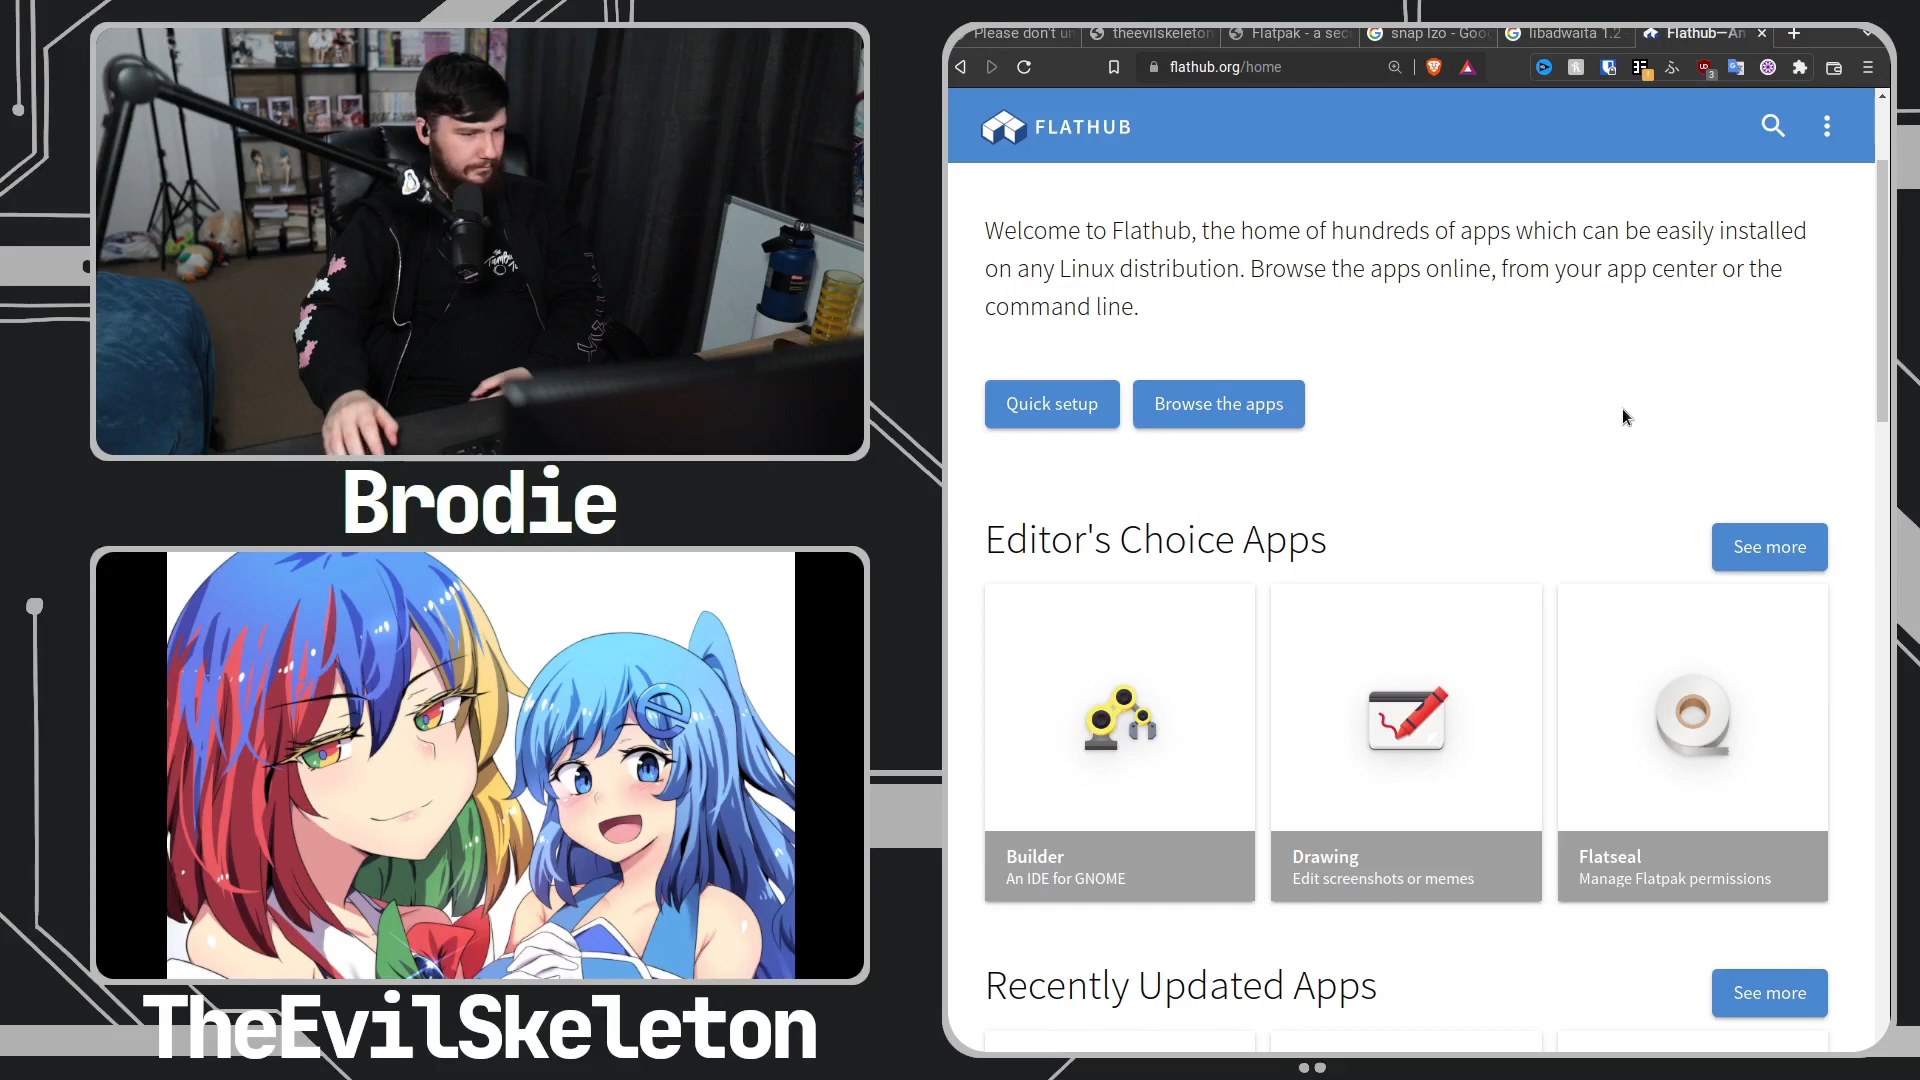 Please don't un
theevilskeleton
Flatpak - a secu
snap lzo - Goo
libadwaita 1.2 -
Flathub—An
flathub.org/home
3
FLATHUB
Welcome to Flathub, the home of hundreds of apps which can be easily installed
on any Linux distribution. Browse the apps online, from your app center or the
command line.
Quick setup
Browse the apps
Editor's Choice Apps
See more
Builder
An IDE for GNOME
Drawing
Edit screenshots or memes
Flatseal
Manage Flatpak permissions
Recently Updated Apps
See more
Brodie
TheEvilSkeleton